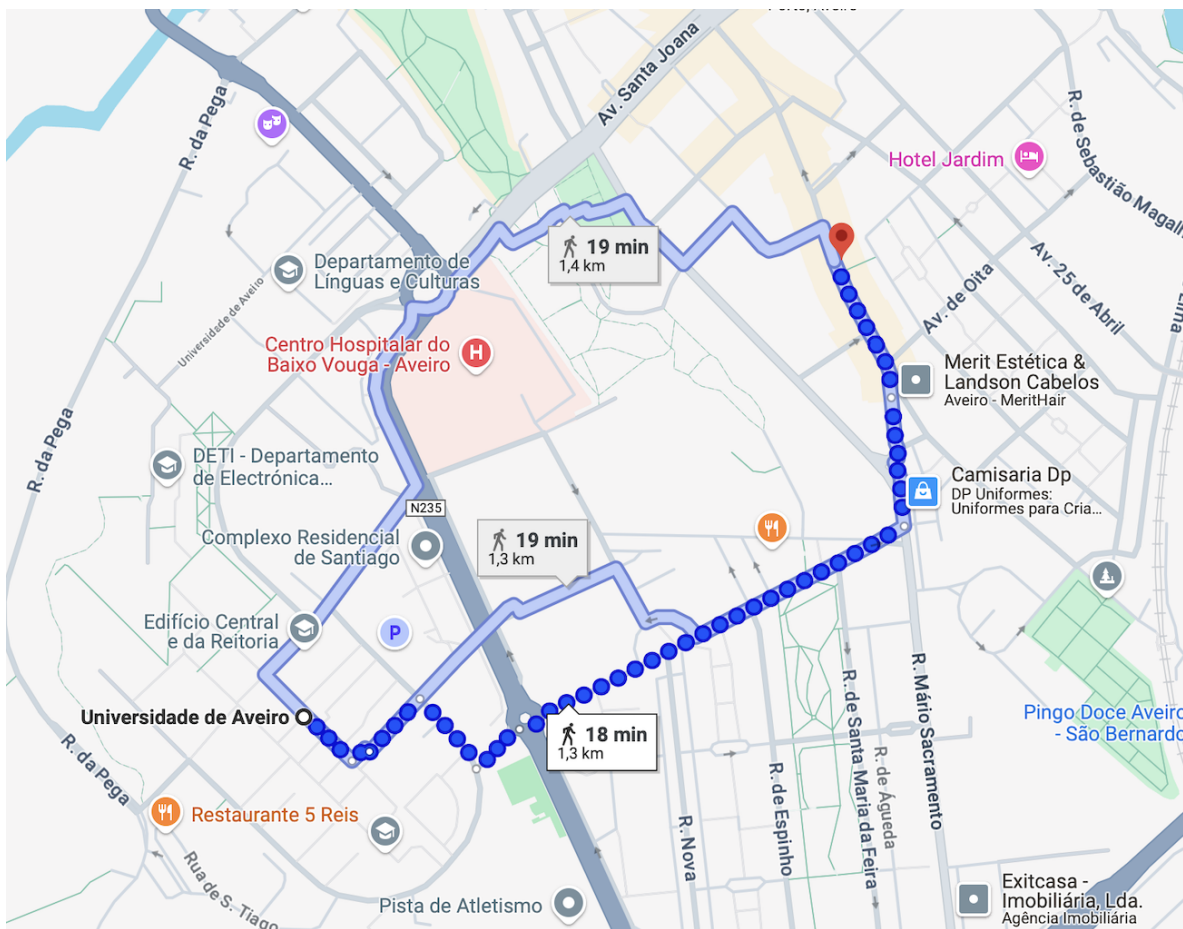 Av. Santa Joana
R. da Pega
R. de Sebastião Magalh
Hotel Jardim
19 min
1,4 km
Departamento de
Línguas e Culturas
Universidade de Aveiro
Av. 25 de Abril
Av. de Oita
Centro Hospitalar do
Baixo Vouga - Aveiro
H
Merit Estética &
Landson Cabelos
Aveiro - MeritHair
R. da Pega
DETI - Departamento
de Electrónica...
Camisaria Dp
DP Uniformes:
Uniformes para Cria...
N235
Complexo Residencial
de Santiago
19 min
1,3 km
Edifício Central
e da Reitoria
P
Universidade de Aveiro
18 min
1,3 km
R. Mário Sacramento
R. de Santa Maria da Feira
R. de Águeda
R. de Espinho
R. Nova
Pingo Doce Aveiro
- São Bernardo
R. da Pega
Restaurante 5 Reis
Rua de S. Tiago
Pista de Atletismo
Exitcasa -
Imobiliária, Lda.
Agência Imobiliária